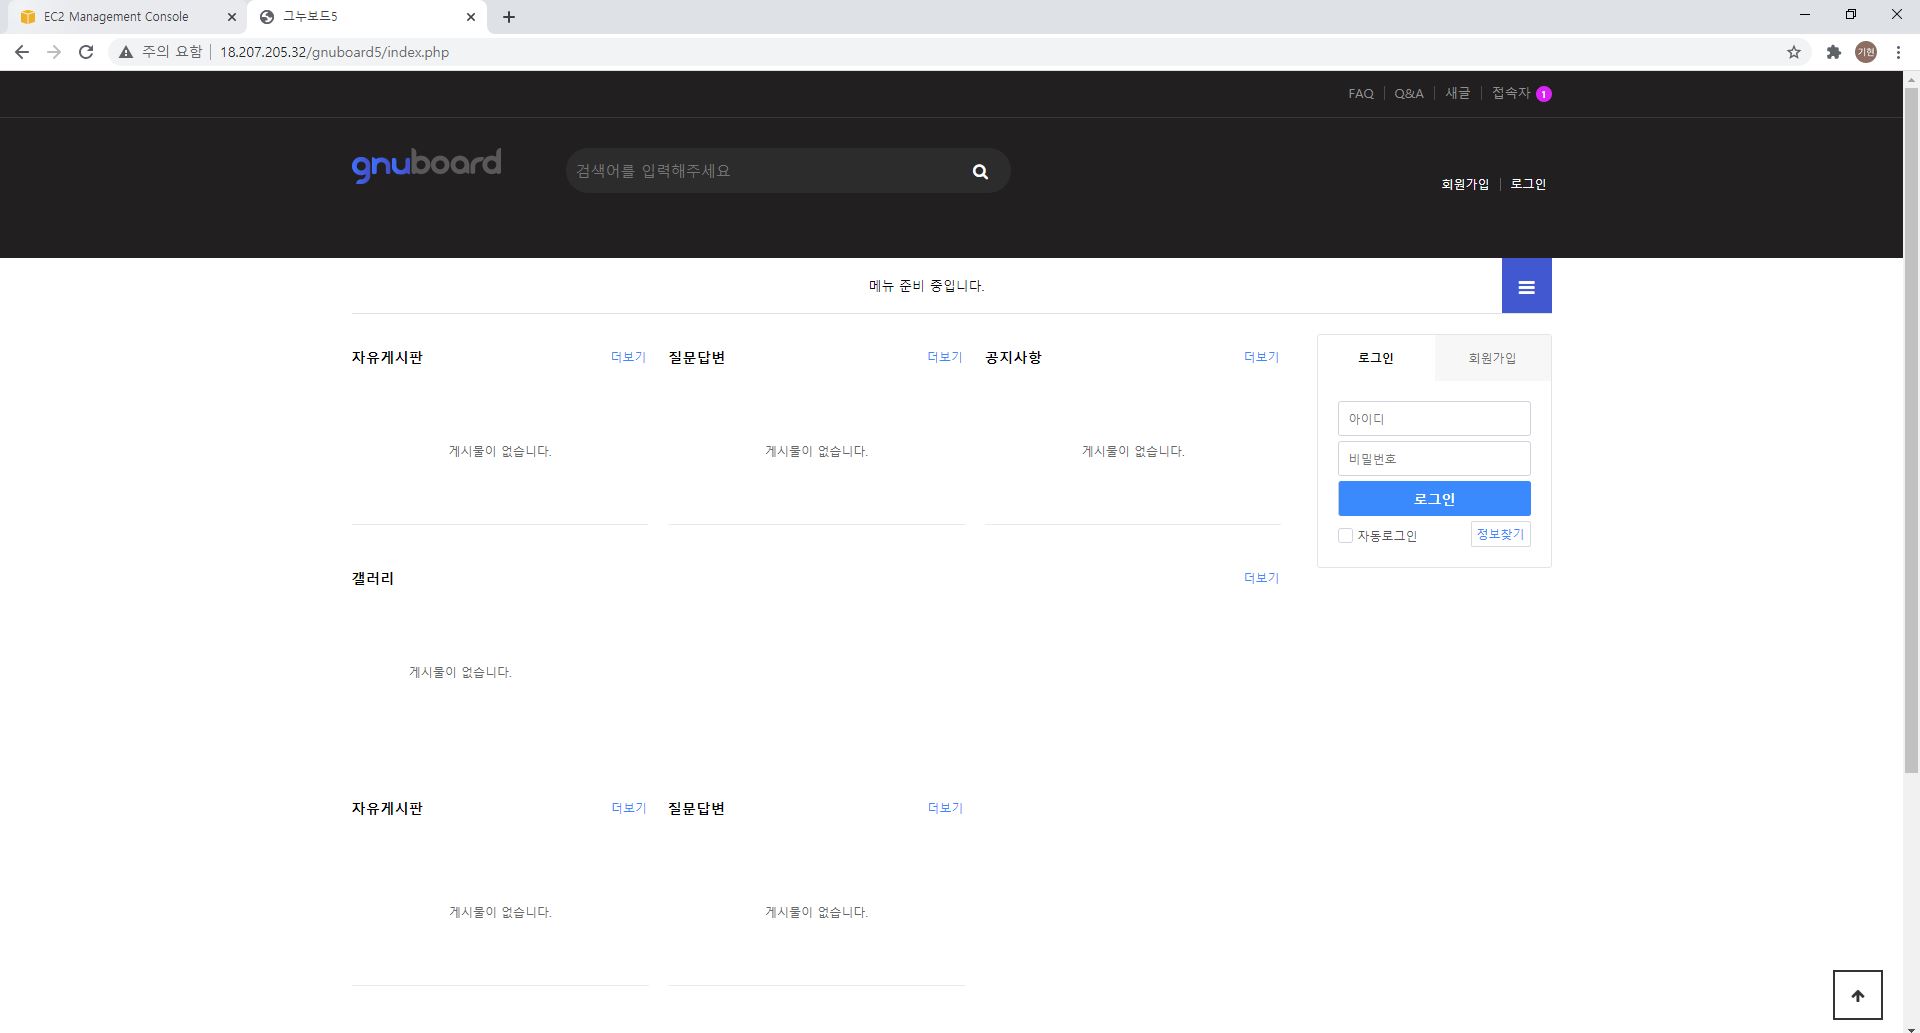 EC2 Management Console
그누보드5
주의 요함 | 18.207.205.32/gnuboard5/index.php
기현
FAQ | Q&A | 새글 | 접속자 1
gnuboard
검색어를 입력해주세요
회원가입 | 로그인
메뉴 준비 중입니다.
자유게시판 더보기 질문답변 더보기 공지사항 더보기
로그인 회원가입
아이디
게시물이 없습니다. 게시물이 없습니다. 게시물이 없습니다.
비밀번호
로그인
자동로그인 정보찾기
갤러리 더보기
게시물이 없습니다.
자유게시판 더보기 질문답변 더보기
게시물이 없습니다. 게시물이 없습니다.